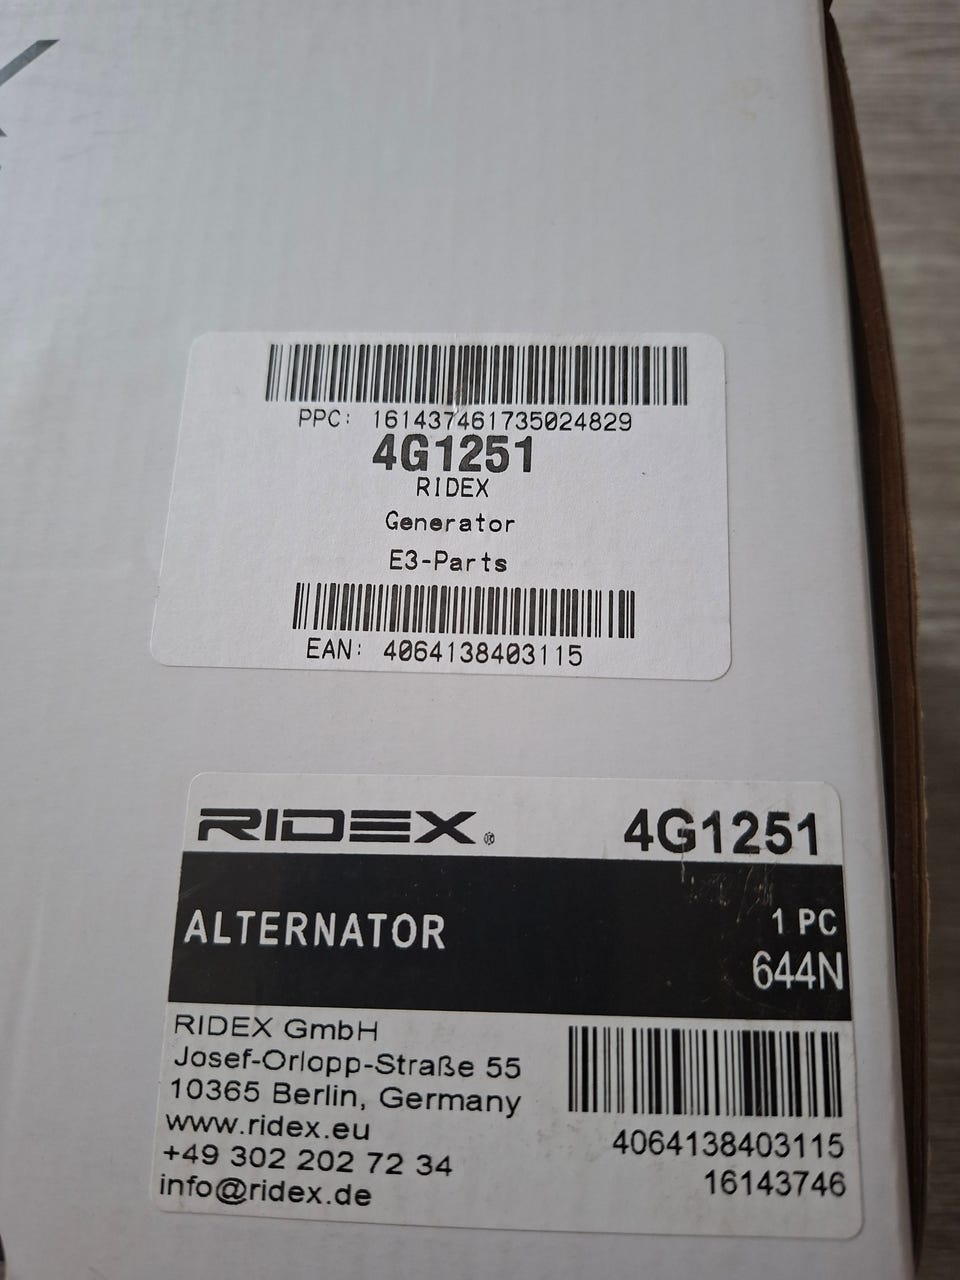 PPC: 161437461735024829
4G1251
RIDEX
Generator
E3-Parts
EAN: 4064138403115
RIDEX®
4G1251
ALTERNATOR
1 PC
644N
RIDEX GmbH
Josef-Orlopp-Straße 55
10365 Berlin, Germany
www.ridex.eu
+49 302 202 72 34
info@ridex.de
4064138403115
16143746